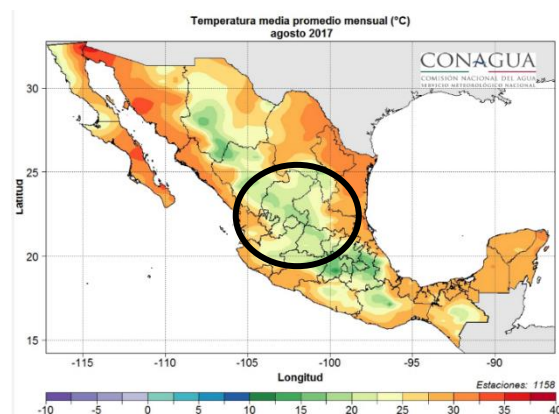 Temperatura media promedio mensual (°C)
agosto 2017
CONAGUA
COMISIÓN NACIONAL DEL AGUA
SERVICIO METEOROLÓGICO NACIONAL
Latitud
30
25
20
15
-115 -110 -105 -100 -95 -90
Longitud
Estaciones: 1158
-10 -5 0 5 10 15 20 25 30 35 40